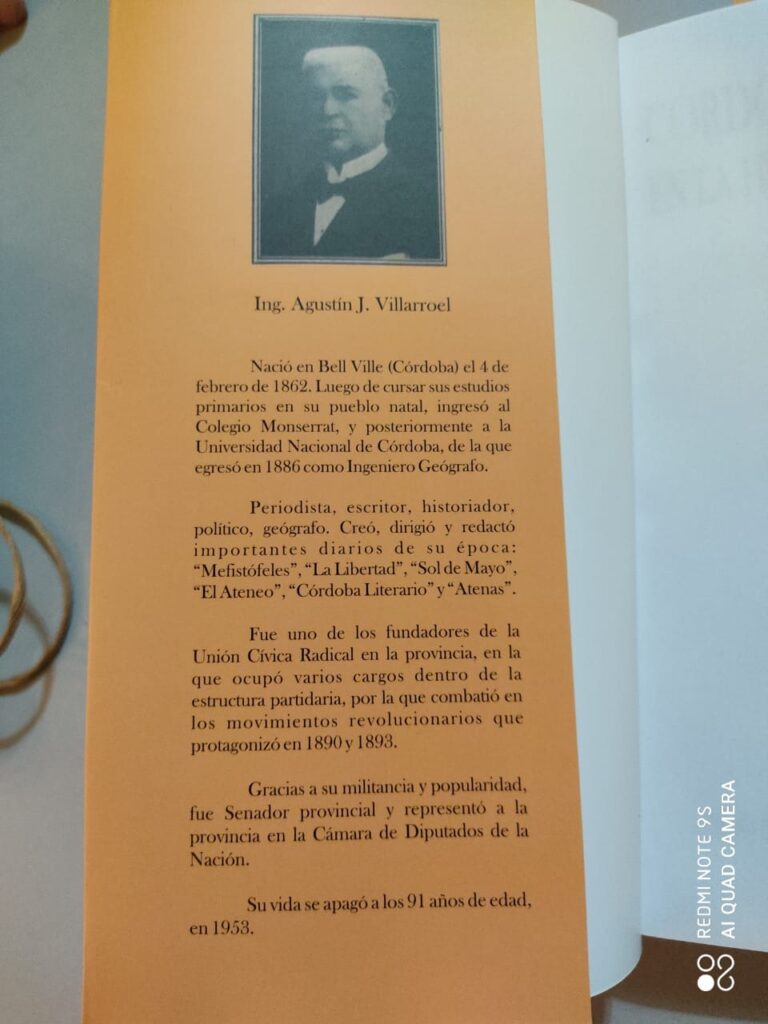 Ing. Agustín J. Villarroel
Nació en Bell Ville (Córdoba) el 4 de
febrero de 1862. Luego de cursar sus estudios
primarios en su pueblo natal, ingresó al
Colegio Monserrat, y posteriormente a la
Universidad Nacional de Córdoba, de la que
egresó en 1886 como Ingeniero Geógrafo.
Periodista, escritor, historiador,
político, geógrafo. Creó, dirigió y redactó
importantes diarios de su época:
“Mefistófeles”, “La Libertad”, “Sol de Mayo”,
“El Ateneo”, “Córdoba Literario” y “Atenas”.
Fue uno de los fundadores de la
Unión Cívica Radical en la provincia, en la
que ocupó varios cargos dentro de la
estructura partidaria, por la que combatió en
los movimientos revolucionarios que
protagonizó en 1890 y 1893.
Gracias a su militancia y popularidad,
fue Senador provincial y representó a la
provincia en la Cámara de Diputados de la
Nación.
Su vida se apagó a los 91 años de edad,
en 1953.
REDMI NOTE 9S
AI QUAD CAMERA